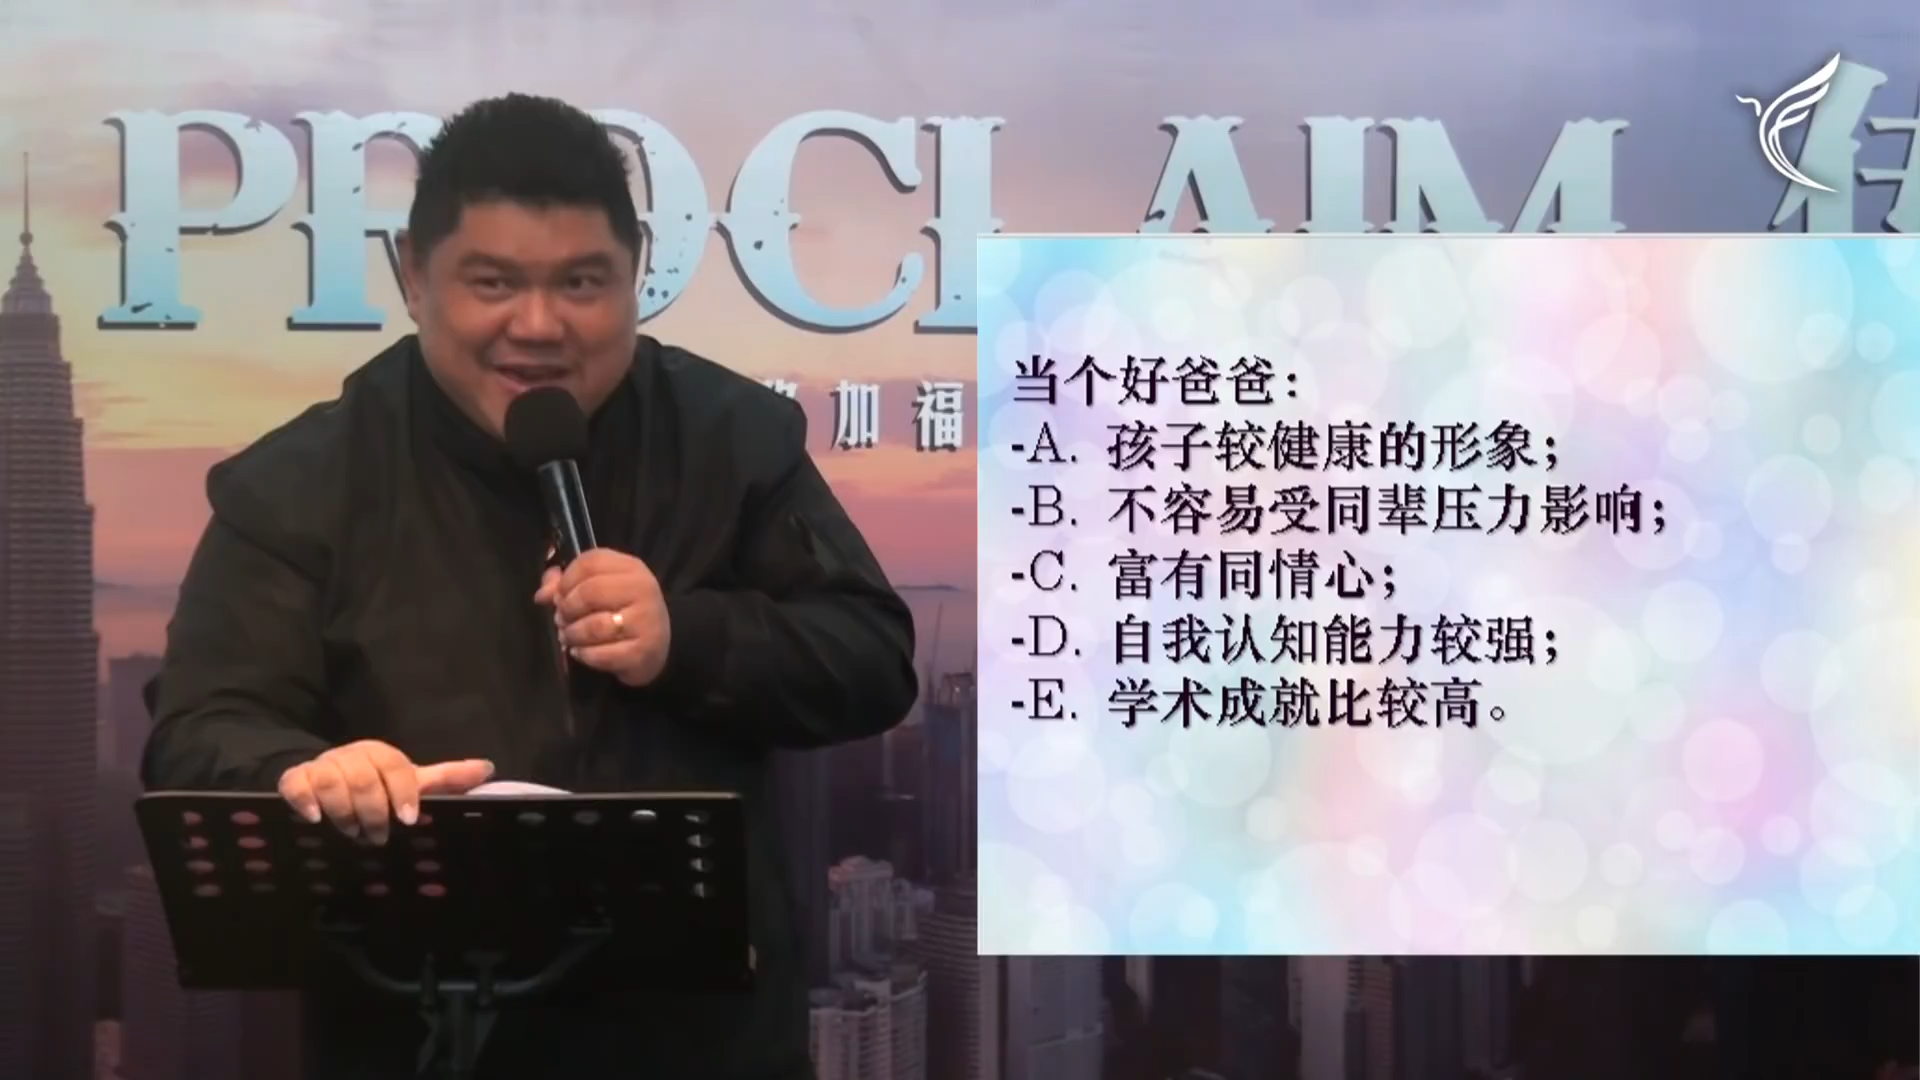 PROCLAIM 传
加福
当个好爸爸：
-A. 孩子较健康的形象；
-B. 不容易受同辈压力影响；
-C. 富有同情心；
-D. 自我认知能力较强；
-E. 学术成就比较高。